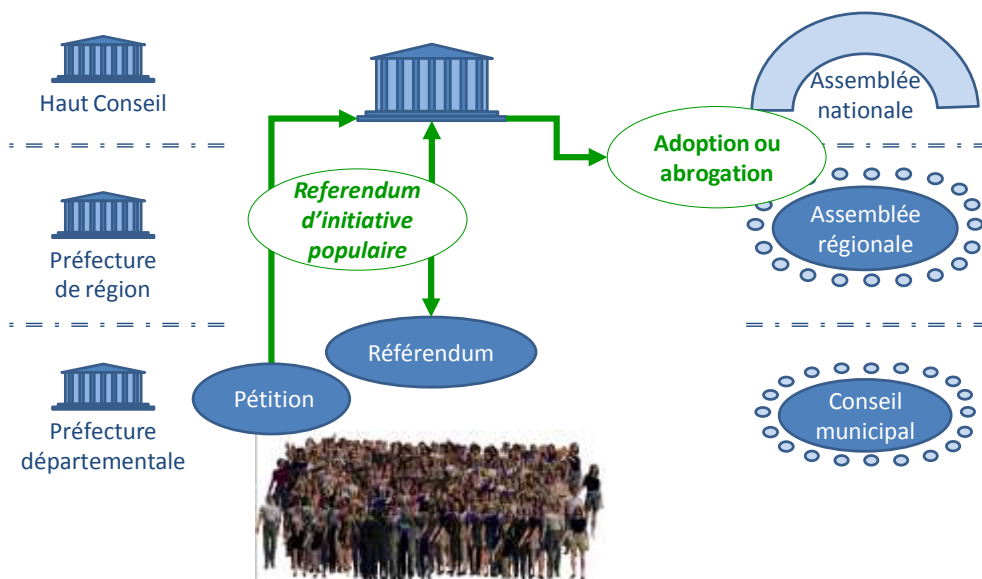 Haut Conseil
Préfecture
de région
Préfecture
départementale
Referendum
d'initiative
populaire
Référendum
Pétition
Adoption ou
abrogation
Assemblée
nationale
Assemblée
régionale
Conseil
municipal